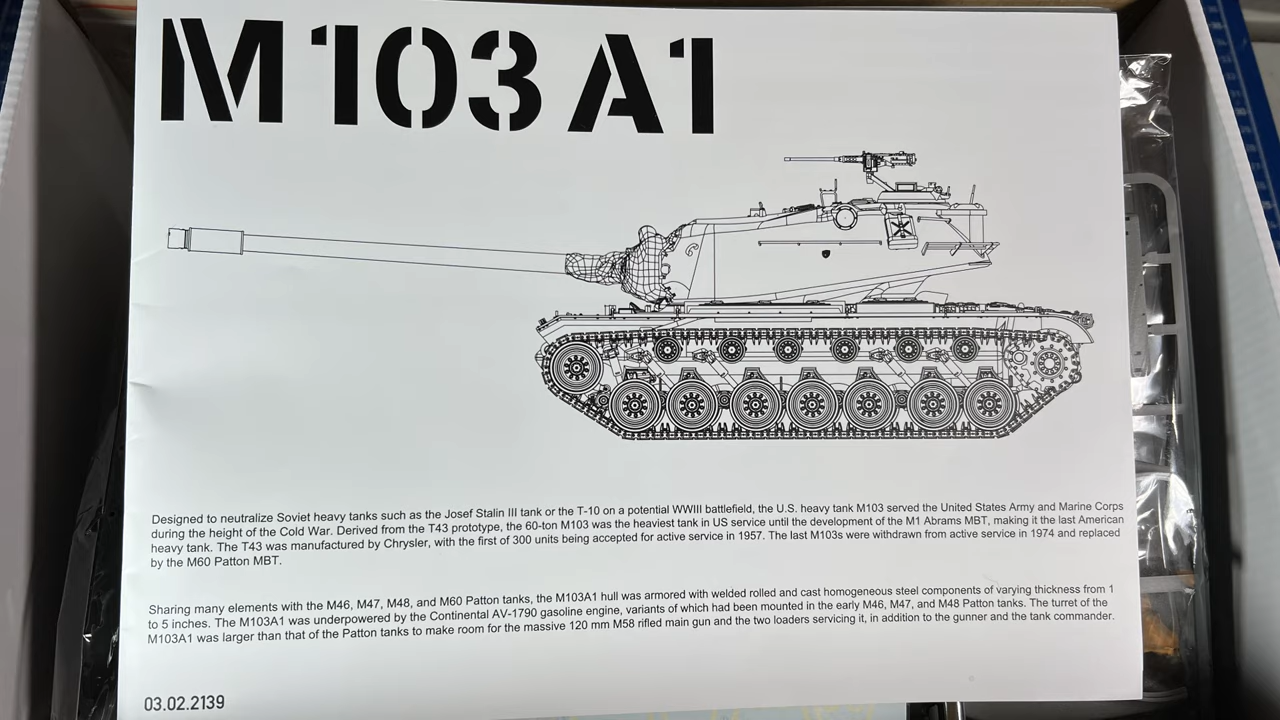 M103A1
Designed to neutralize Soviet heavy tanks such as the Josef Stalin III tank or the T-10 on a potential WWIII battlefield, the U.S. heavy tank M103 served the United States Army and Marine Corps
during the height of the Cold War. Derived from the T43 prototype, the 60-ton M103 was the heaviest tank in US service until the development of the M1 Abrams MBT, making it the last American
heavy tank. The T43 was manufactured by Chrysler, with the first of 300 units being accepted for active service in 1957. The last M103s were withdrawn from active service in 1974 and replaced
by the M60 Patton MBT.
Sharing many elements with the M46, M47, M48, and M60 Patton tanks, the M103A1 hull was armored with welded rolled and cast homogeneous steel components of varying thickness from 1
to 5 inches. The M103A1 was underpowered by the Continental AV-1790 gasoline engine, variants of which had been mounted in the early M46, M47, and M48 Patton tanks. The turret of the
M103A1 was larger than that of the Patton tanks to make room for the massive 120 mm M58 rifled main gun and the two loaders servicing it, in addition to the gunner and the tank commander.
03.02.2139